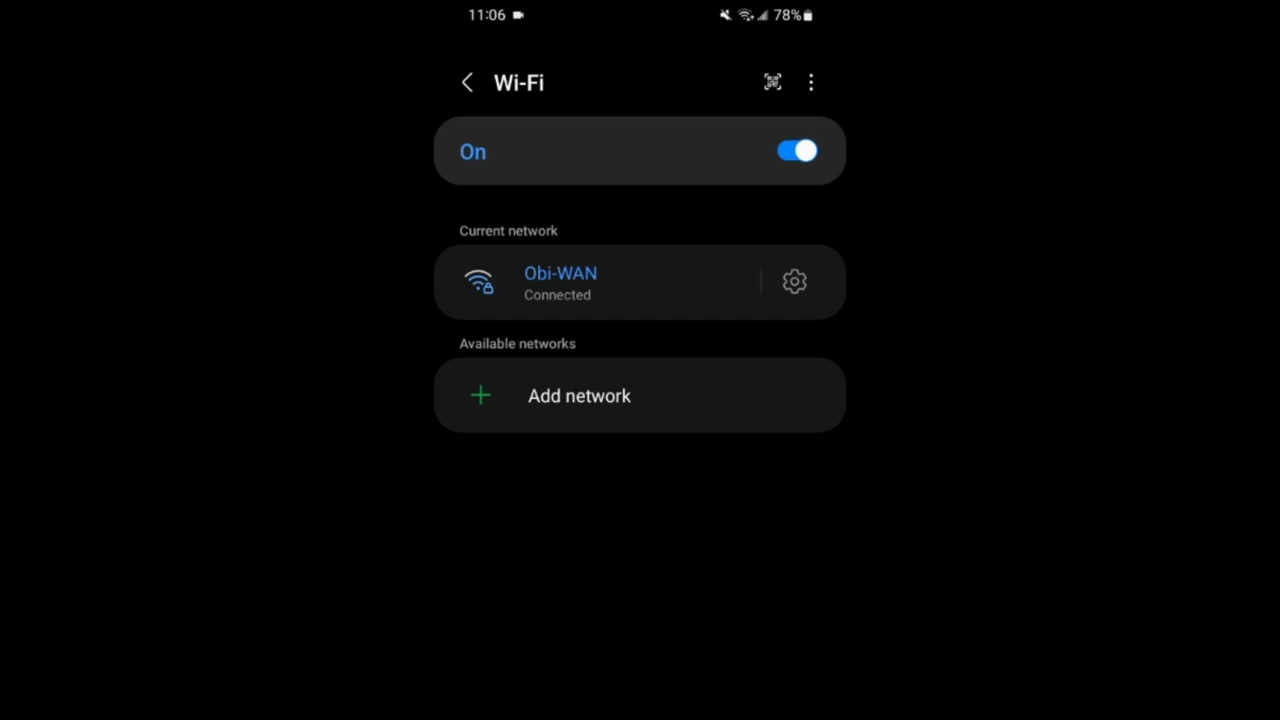 11:06 78%
Wi-Fi
On
Current network
Obi-WAN
Connected
Available networks
Add network